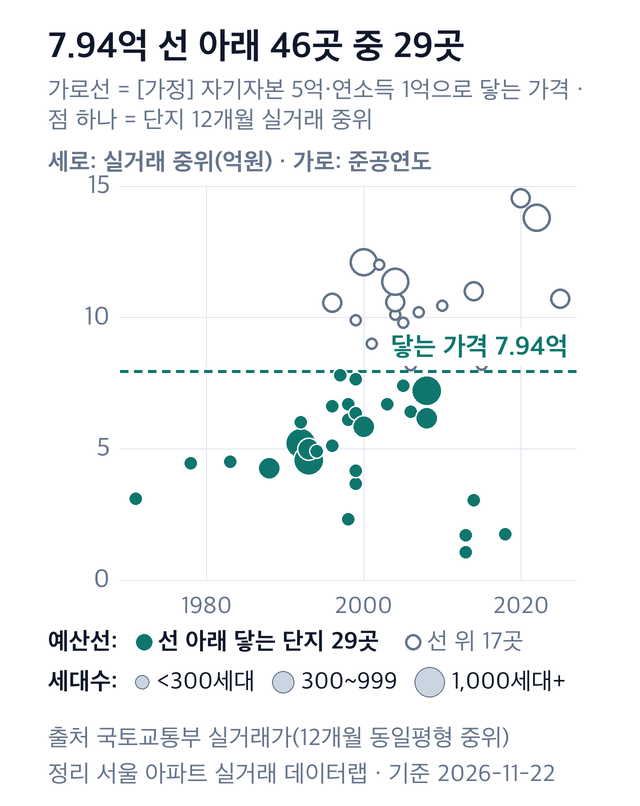 7.94억 선 아래 46곳 중 29곳
가로선 = [가정] 자기자본 5억·연소득 1억으로 닿는 가격 ·
점 하나 = 단지 12개월 실거래 중위
세로: 실거래 중위(억원) · 가로: 준공연도
15
10
닿는 가격 7.94억
5
0
1980 2000 2020
예산선: 선 아래 닿는 단지 29곳 선 위 17곳
세대수: <300세대 300~999 1,000세대+
출처 국토교통부 실거래가(12개월 동일평형 중위)
정리 서울 아파트 실거래 데이터랩 · 기준 2026-11-22